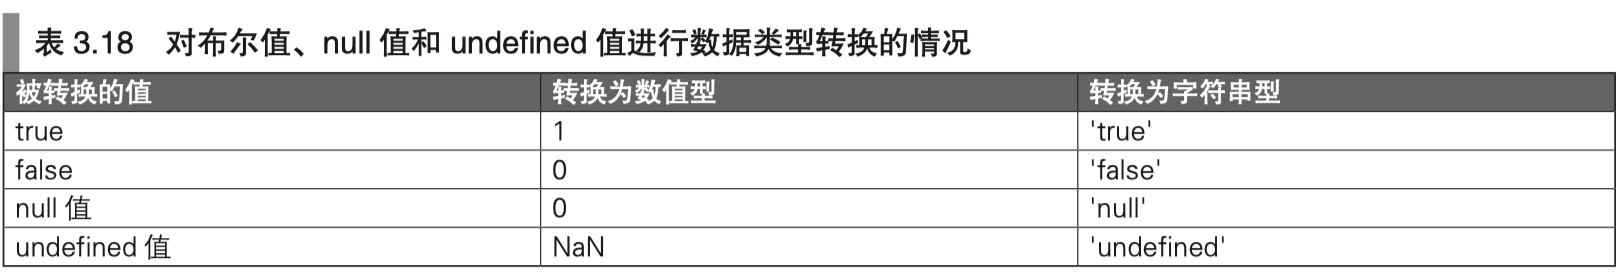 表 3.18 对布尔值、null 值和 undefined 值进行数据类型转换的情况
被转换的值 转换为数值型 转换为字符串型
true 1 'true'
false 0 'false'
null 值 0 'null'
undefined 值 NaN 'undefined'